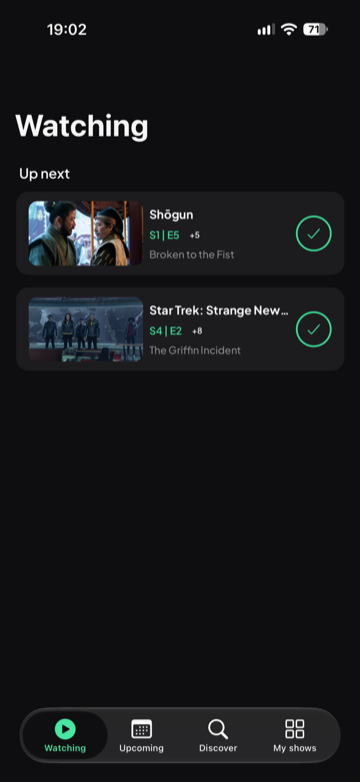 19:02
71
Watching
Up next
Shōgun
S1 | E5 +5
Broken to the Fist
Star Trek: Strange New...
S4 | E2 +8
The Griffin Incident
Watching
Upcoming
Discover
My shows